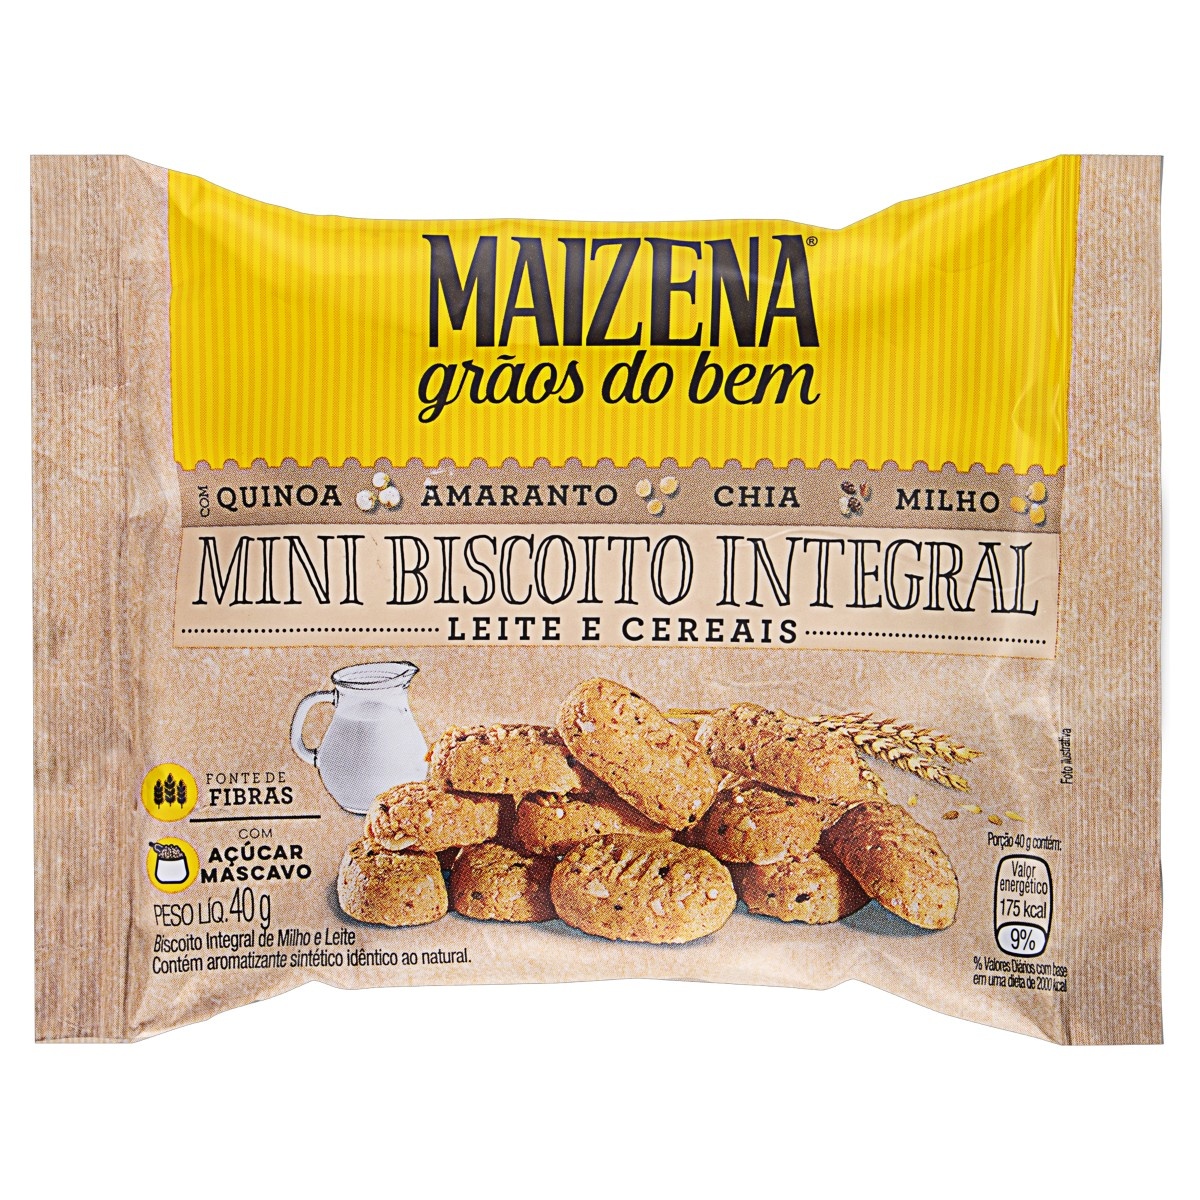 MAIZENA®
grãos do bem
COM QUINOA AMARANTO CHIA MILHO
MINI BISCOITO INTEGRAL
LEITE E CEREAIS
FONTE DE
FIBRAS
COM
AÇÚCAR
MASCAVO
PESO LÍQ. 40 g
Biscoito Integral de Milho e Leite
Contém aromatizante sintético idêntico ao natural.
Foto ilustrativa
Porção 40 g contém:
Valor
energético
175 kcal
9%
% Valores Diários com base
em uma dieta de 2000 kcal